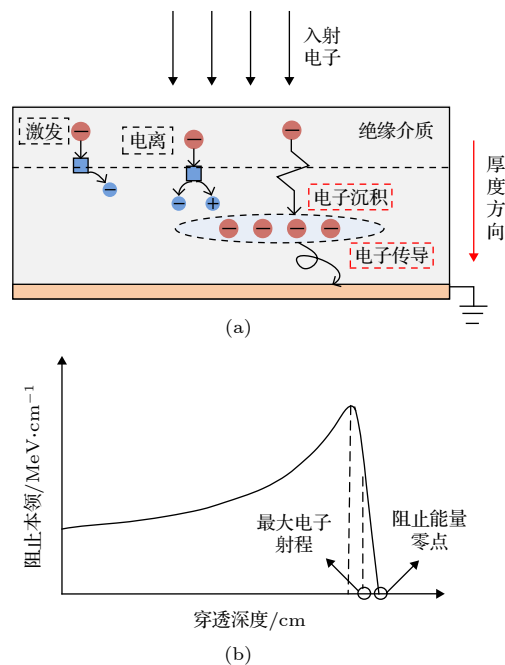 入射
电子
激发
电离
绝缘介质
厚度方向
电子沉积
电子传导
(a)
阻止本领/MeV·cm⁻¹
最大电子
射程
阻止能量
零点
穿透深度/cm
(b)